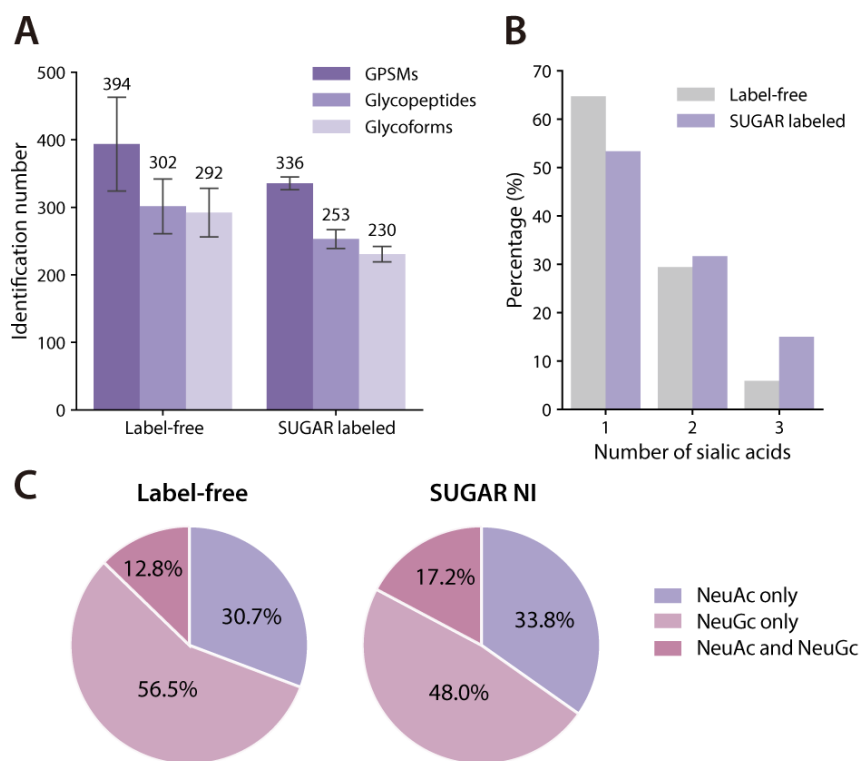 A
500
400
300
200
100
0
Identification number
394
302
292
336
253
230
GPSMs
Glycopeptides
Glycoforms
Label-free
SUGAR labeled
B
70
60
50
40
30
20
10
0
Percentage (%)
Label-free
SUGAR labeled
1 2 3
Number of sialic acids
C
Label-free
12.8%
30.7%
56.5%
SUGAR NI
17.2%
33.8%
48.0%
NeuAc only
NeuGc only
NeuAc and NeuGc